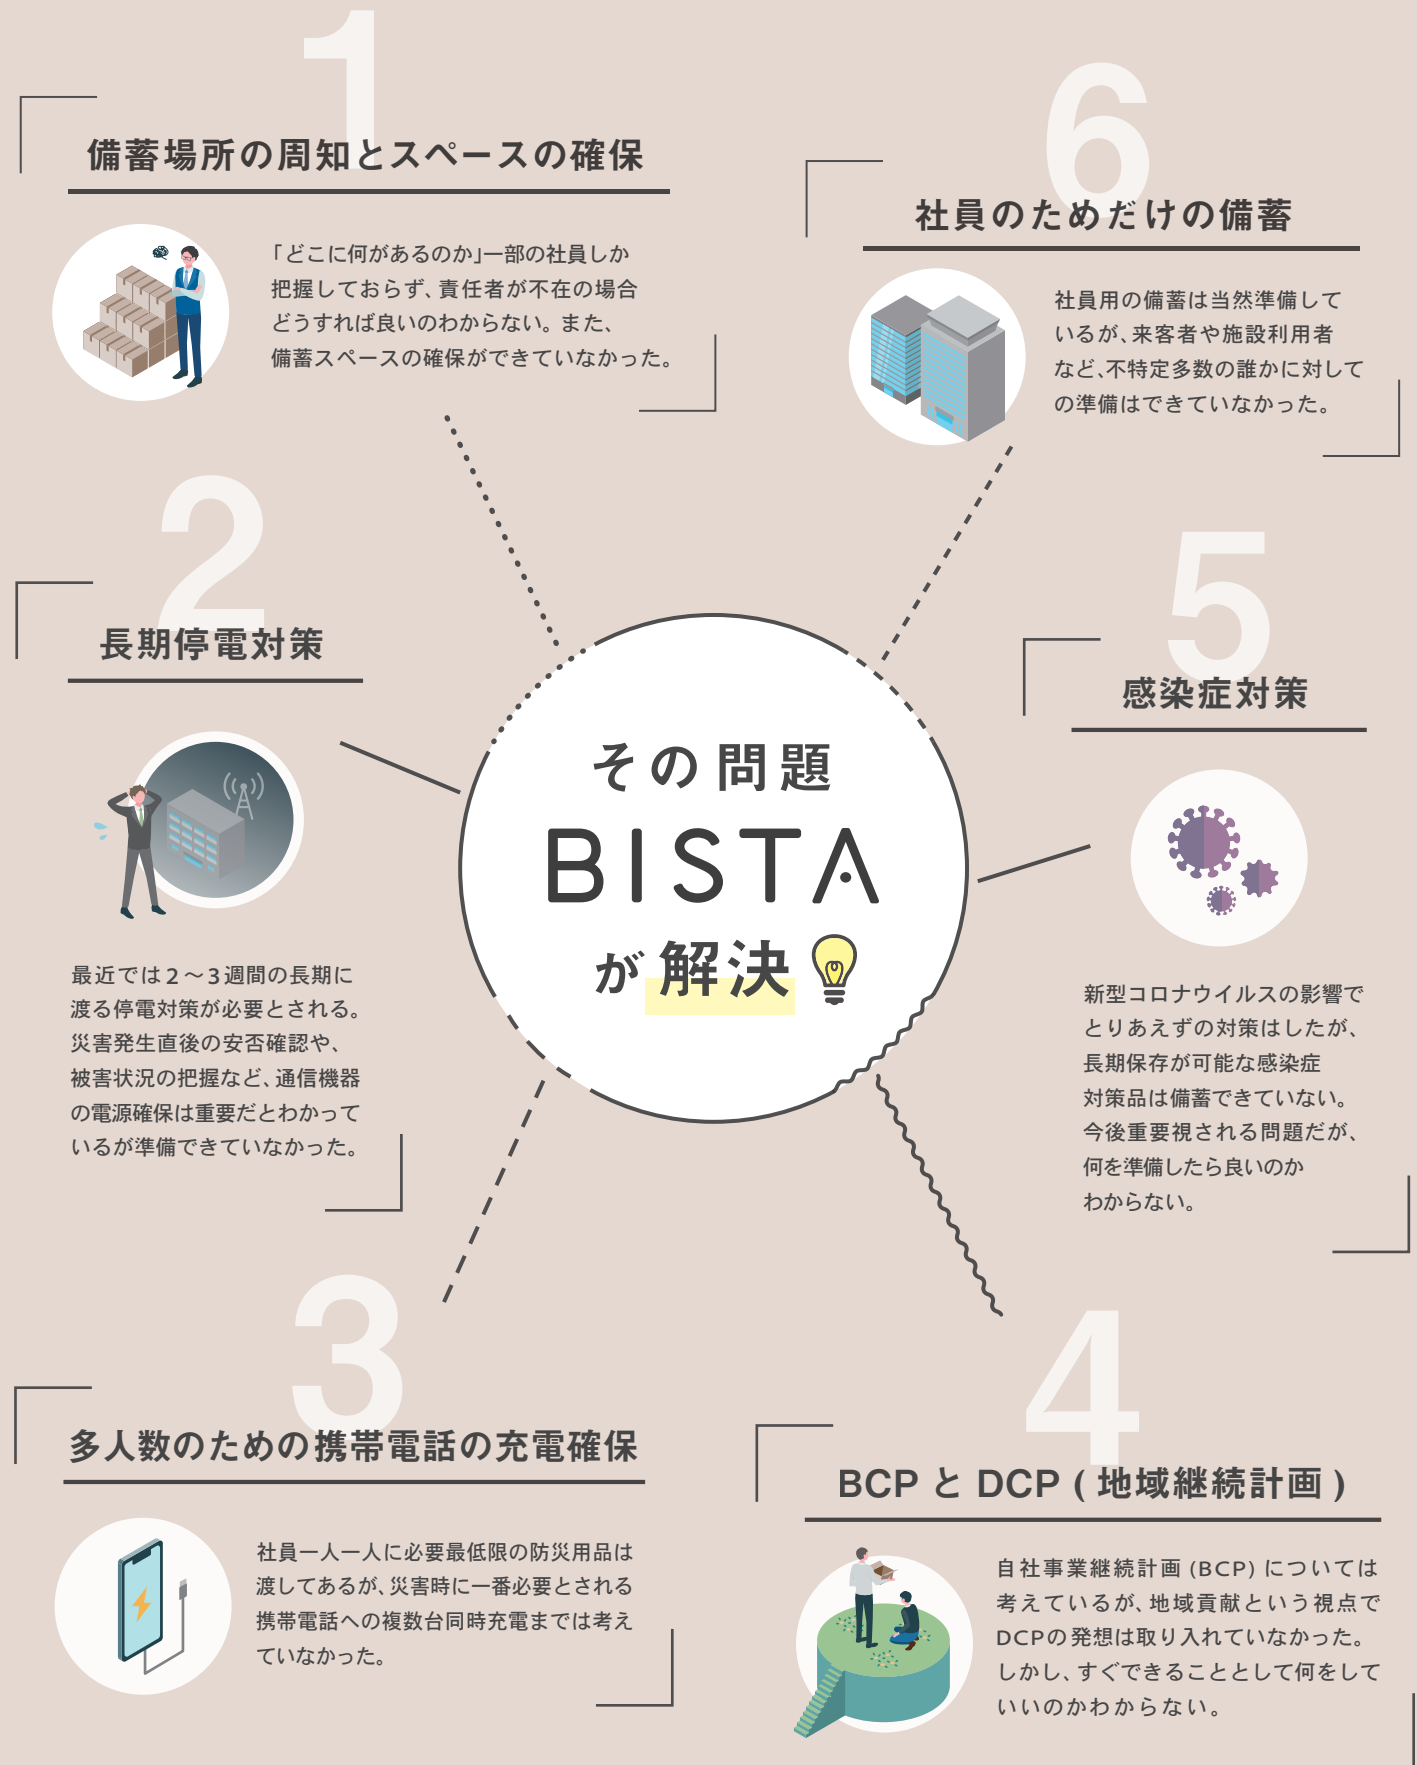 1
備蓄場所の周知とスペースの確保
「どこに何があるのか」一部の社員しか
把握しておらず、責任者が不在の場合
どうすれば良いのわからない。また、
備蓄スペースの確保ができていなかった。
2
長期停電対策
最近では2～3週間の長期に
渡る停電対策が必要とされる。
災害発生直後の安否確認や、
被害状況の把握など、通信機器
の電源確保は重要だとわかって
いるが準備できていなかった。
3
多人数のための携帯電話の充電確保
社員一人一人に必要最低限の防災用品は
渡してあるが、災害時に一番必要とされる
携帯電話への複数台同時充電までは考え
ていなかった。
その問題
BISTA
が解決
6
社員のためだけの備蓄
社員用の備蓄は当然準備して
いるが、来客者や施設利用者
など、不特定多数の誰かに対して
の準備はできていなかった。
5
感染症対策
新型コロナウイルスの影響で
とりあえずの対策はしたが、
長期保存が可能な感染症
対策品は備蓄できていない。
今後重要視される問題だが、
何を準備したら良いのか
わからない。
4
BCP と DCP ( 地域継続計画 )
自社事業継続計画 (BCP) については
考えているが、地域貢献という視点で
DCPの発想は取り入れていなかった。
しかし、すぐできることとして何をして
いいのかわからない。